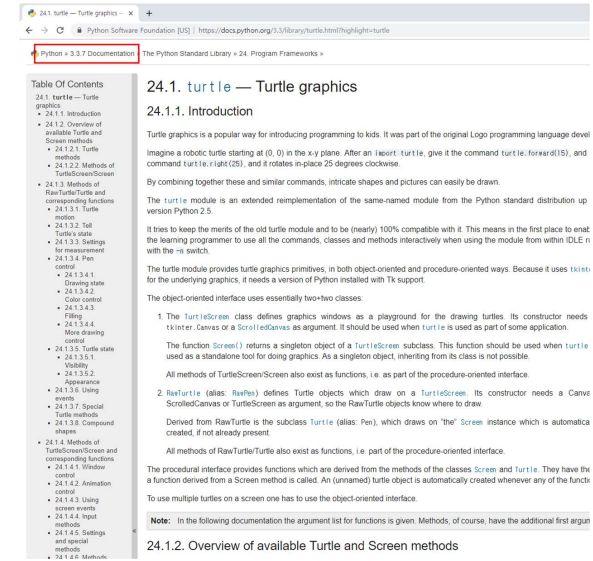 24.1. turtle — Turtle graphics — × +
Python Software Foundation [US] | https://docs.python.org/3.3/library/turtle.html?highlight=turtle
Python » 3.3.7 Documentation » The Python Standard Library » 24. Program Frameworks »
Table Of Contents
24.1. turtle — Turtle
graphics
24.1.1. Introduction
24.1.2. Overview of
available Turtle and
Screen methods
24.1.2.1. Turtle
methods
24.1.2.2. Methods of
TurtleScreen/Screen
24.1.3. Methods of
RawTurtle/Turtle and
corresponding functions
24.1.3.1. Turtle
motion
24.1.3.2. Tell
Turtle's state
24.1.3.3. Settings
for measurement
24.1.3.4. Pen
control
24.1.3.4.1.
Drawing state
24.1.3.4.2.
Color control
24.1.3.4.3.
Filling
24.1.3.4.4.
More drawing
control
24.1.3.5. Turtle state
24.1.3.5.1.
Visibility
24.1.3.5.2.
Appearance
24.1.3.6. Using
events
24.1.3.7. Special
Turtle methods
24.1.3.8. Compound
shapes
24.1.4. Methods of
TurtleScreen/Screen and
corresponding functions
24.1.4.1. Window
control
24.1.4.2. Animation
control
24.1.4.3. Using
screen events
24.1.4.4. Input
methods
24.1.4.5. Settings
and special
methods
24.1.4.6. Methods
24.1. turtle — Turtle graphics
24.1.1. Introduction
Turtle graphics is a popular way for introducing programming to kids. It was part of the original Logo programming language devel
Imagine a robotic turtle starting at (0, 0) in the x-y plane. After an import turtle, give it the command turtle.forward(15), and
command turtle.right(25), and it rotates in-place 25 degrees clockwise.
By combining together these and similar commands, intricate shapes and pictures can easily be drawn.
The turtle module is an extended reimplementation of the same-named module from the Python standard distribution up
version Python 2.5.
It tries to keep the merits of the old turtle module and to be (nearly) 100% compatible with it. This means in the first place to enab
the learning programmer to use all the commands, classes and methods interactively when using the module from within IDLE ru
with the -n switch.
The turtle module provides turtle graphics primitives, in both object-oriented and procedure-oriented ways. Because it uses tkinte
for the underlying graphics, it needs a version of Python installed with Tk support.
The object-oriented interface uses essentially two+two classes:
1. The TurtleScreen class defines graphics windows as a playground for the drawing turtles. Its constructor needs
tkinter.Canvas or a ScrolledCanvas as argument. It should be used when turtle is used as part of some application.
The function Screen() returns a singleton object of a TurtleScreen subclass. This function should be used when turtle
used as a standalone tool for doing graphics. As a singleton object, inheriting from its class is not possible.
All methods of TurtleScreen/Screen also exist as functions, i.e. as part of the procedure-oriented interface.
2. RawTurtle (alias: RawPen) defines Turtle objects which draw on a TurtleScreen. Its constructor needs a Canva
ScrolledCanvas or TurtleScreen as argument, so the RawTurtle objects know where to draw.
Derived from RawTurtle is the subclass Turtle (alias: Pen), which draws on "the" Screen instance which is automatica
created, if not already present.
All methods of RawTurtle/Turtle also exist as functions, i.e. part of the procedure-oriented interface.
The procedural interface provides functions which are derived from the methods of the classes Screen and Turtle. They have the
a function derived from a Screen method is called. An (unnamed) turtle object is automatically created whenever any of the functio
To use multiple turtles on a screen one has to use the object-oriented interface.
Note: In the following documentation the argument list for functions is given. Methods, of course, have the additional first argum
24.1.2. Overview of available Turtle and Screen methods